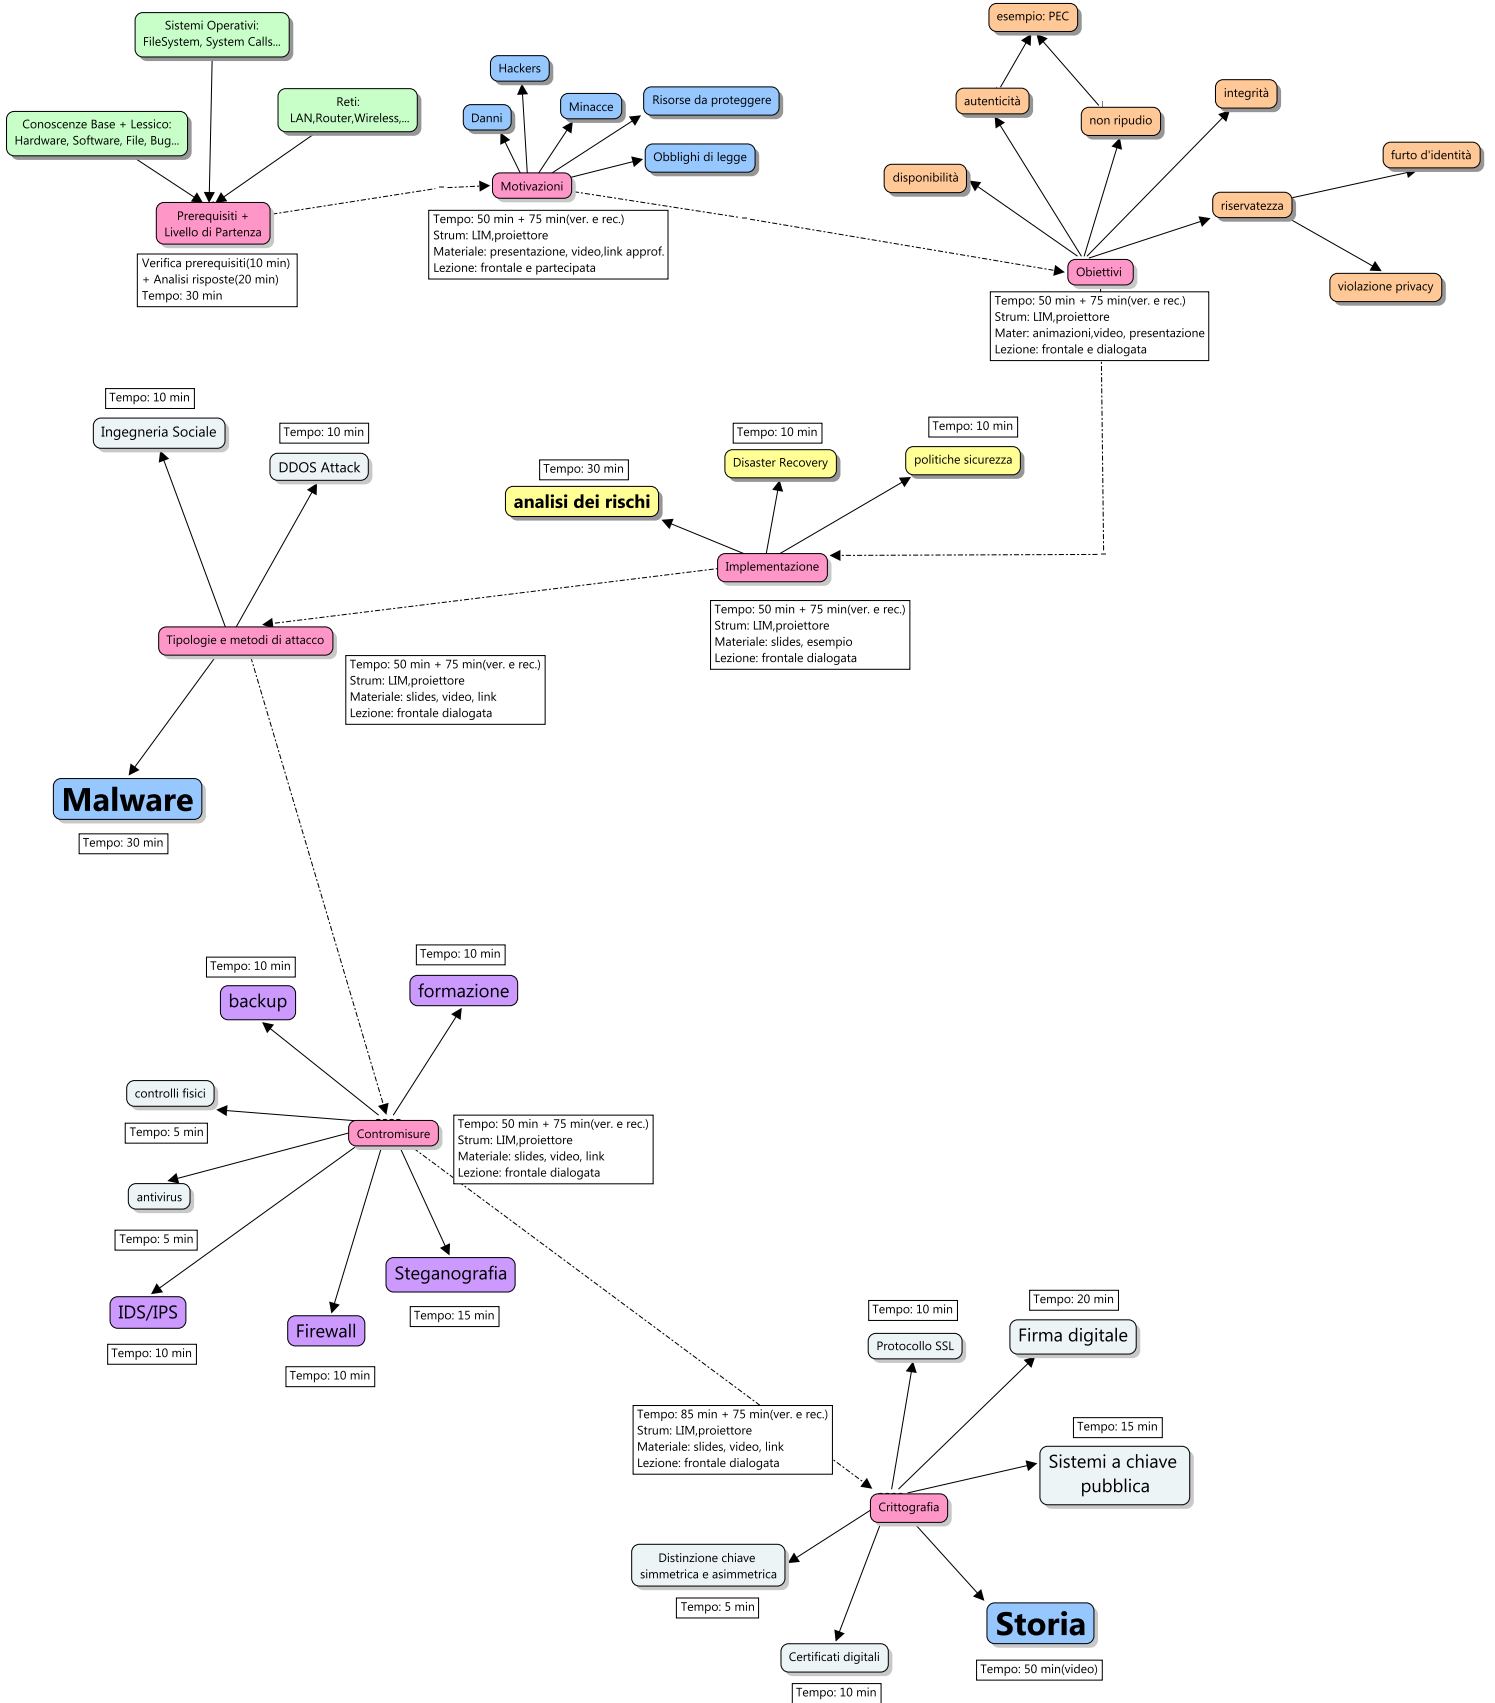 Sistemi Operativi:
FileSystem, System Calls...
Conoscenze Base + Lessico:
Hardware, Software, File, Bug...
Reti:
LAN,Router,Wireless,...
Prerequisiti +
Livello di Partenza
Verifica prerequisiti(10 min)
+ Analisi risposte(20 min)
Tempo: 30 min
Hackers
Danni
Minacce
Risorse da proteggere
Obblighi di legge
Motivazioni
Tempo: 50 min + 75 min(ver. e rec.)
Strum: LIM,proiettore
Materiale: presentazione, video,link approf.
Lezione: frontale e partecipata
esempio: PEC
autenticità
non ripudio
integrità
disponibilità
riservatezza
furto d'identità
violazione privacy
Obiettivi
Tempo: 50 min + 75 min(ver. e rec.)
Strum: LIM,proiettore
Mater: animazioni,video, presentazione
Lezione: frontale e dialogata
Tempo: 10 min
Ingegneria Sociale
Tempo: 10 min
DDOS Attack
Tempo: 30 min
analisi dei rischi
Tempo: 10 min
Disaster Recovery
Tempo: 10 min
politiche sicurezza
Implementazione
Tempo: 50 min + 75 min(ver. e rec.)
Strum: LIM,proiettore
Materiale: slides, esempio
Lezione: frontale dialogata
Tipologie e metodi di attacco
Tempo: 50 min + 75 min(ver. e rec.)
Strum: LIM,proiettore
Materiale: slides, video, link
Lezione: frontale dialogata
Malware
Tempo: 30 min
Tempo: 10 min
backup
Tempo: 10 min
formazione
controlli fisici
Tempo: 5 min
Contromisure
Tempo: 50 min + 75 min(ver. e rec.)
Strum: LIM,proiettore
Materiale: slides, video, link
Lezione: frontale dialogata
antivirus
Tempo: 5 min
IDS/IPS
Tempo: 10 min
Firewall
Tempo: 10 min
Steganografia
Tempo: 15 min
Tempo: 10 min
Protocollo SSL
Tempo: 20 min
Firma digitale
Tempo: 15 min
Sistemi a chiave
pubblica
Tempo: 85 min + 75 min(ver. e rec.)
Strum: LIM,proiettore
Materiale: slides, video, link
Lezione: frontale dialogata
Crittografia
Distinzione chiave
simmetrica e asimmetrica
Tempo: 5 min
Certificati digitali
Tempo: 10 min
Storia
Tempo: 50 min(video)